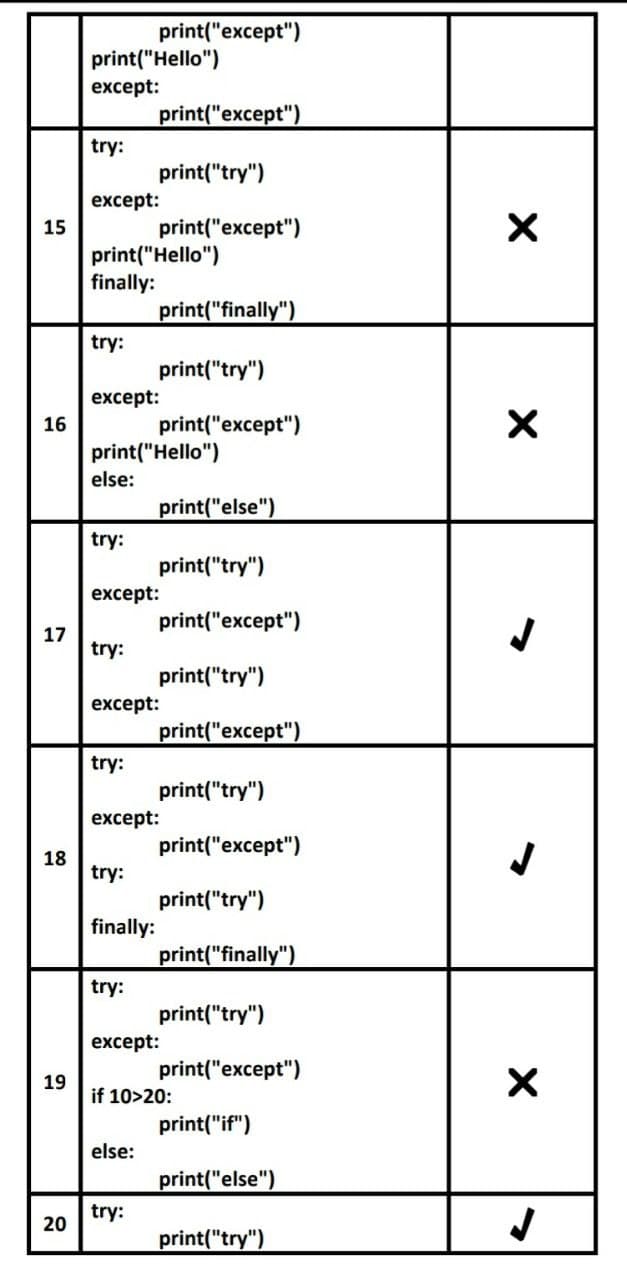 print("except")
print("Hello")
except:
print("except")
15
try:
print("try")
except:
print("except")
print("Hello")
finally:
print("finally")
✗
16
try:
print("try")
except:
print("except")
print("Hello")
else:
print("else")
✗
17
try:
print("try")
except:
print("except")
try:
print("try")
except:
print("except")
✓
18
try:
print("try")
except:
print("except")
try:
print("try")
finally:
print("finally")
✓
19
try:
print("try")
except:
print("except")
if 10>20:
print("if")
else:
print("else")
✗
20
try:
print("try")
✓